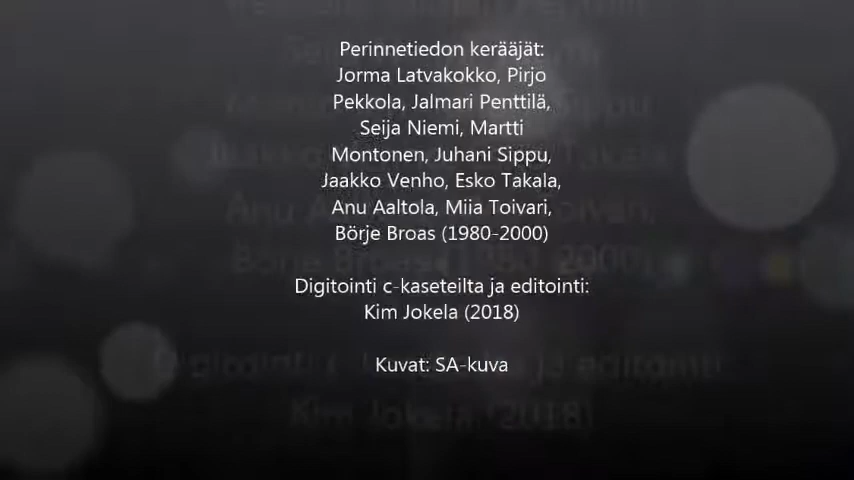 Perinnetiedon kerääjät:
Jorma Latvakokko, Pirjo
Pekkola, Jalmari Penttilä,
Seija Niemi, Martti
Montonen, Juhani Sippu,
Jaakko Venho, Esko Takala,
Anu Aaltola, Miia Toivari,
Börje Broas (1980-2000)
Digitointi c-kaseteilta ja editointi:
Kim Jokela (2018)
Kuvat: SA-kuva